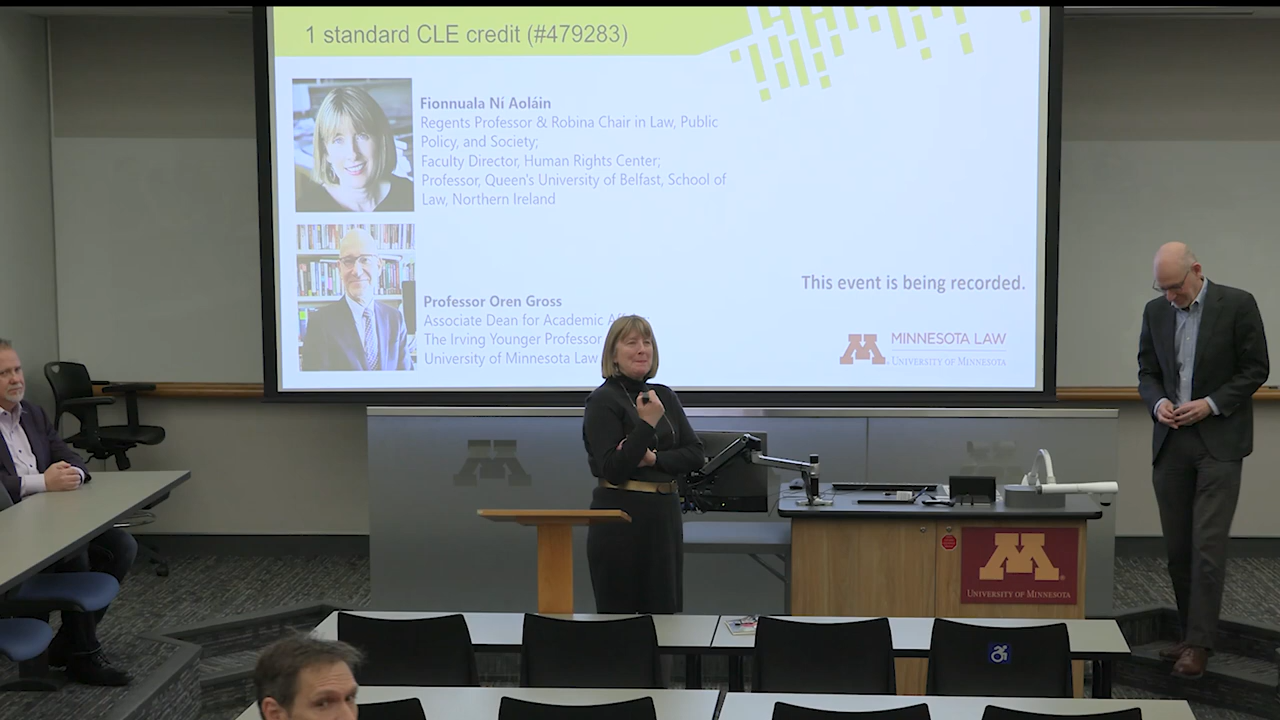 1 standard CLE credit (#479283)
Fionnuala Ní Aoláin
Regents Professor & Robina Chair in Law, Public
Policy, and Society;
Faculty Director, Human Rights Center;
Professor, Queen's University of Belfast, School of
Law, Northern Ireland
This event is being recorded.
Professor Oren Gross
Associate Dean for Academic
The Irving Younger Professor
University of Minnesota Law
MINNESOTA LAW
UNIVERSITY OF MINNESOTA
M
UNIVERSITY OF MINNESOTA